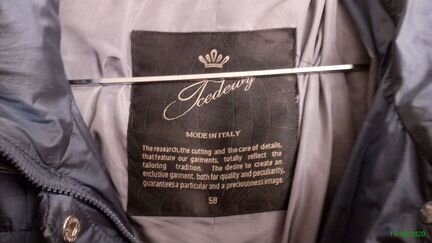 Icedewy
MADE IN ITALY
The research, the cutting and the care of details,
that feature our garments, totally reflect the
tailoring tradition. The desire to create an
exclusive garment, both for quality and peculiarity,
guarantees a particular and a preciousness image.
58